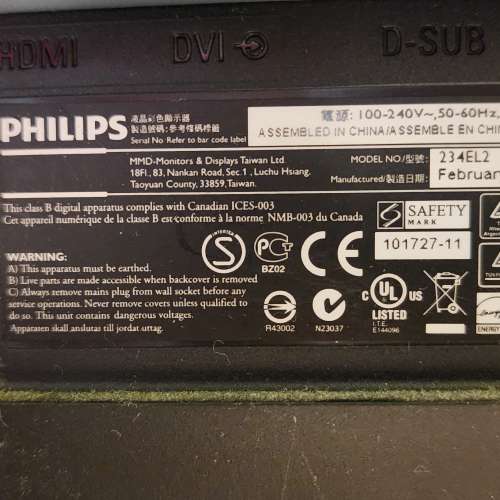 HDMI DVI D-SUB
PHILIPS 液晶彩色顯示器
製造號碼:參考條碼標籤
Serial No Refer to bar code label
電源: 100-240V~,50-60Hz,
ASSEMBLED IN CHINA/ASSEMBLE EN CHI
MMD-Monitors & Displays Taiwan Ltd
18Fl, 83, Nankan Road, Sec.1, Luchu Hsiang,
Taoyuan County, 33859, Taiwan.
MODEL NO/型號: 234EL2
Manufactured/製造日期: Februar
This class B digital apparatus complies with Canadian ICES-003
Cet appareil numérique de la classe B est-conforme à la norme NMB-003 du Canada
S SAFETY
MARK
101727-11
WARNING:
A) This apparatus must be earthed.
B) Live parts are made accessible when backcover is removed
C) Always remove mains plug from wall socket before any
service operations. Never remove covers unless qualified to
do so. This unit contains dangerous voltages.
Apparaten skall anslutas till jordat uttag.
S
PCT
BZ02
CE
C UL US
LISTED
I.T.E.
E144096
R43002
N23037
ENERGY